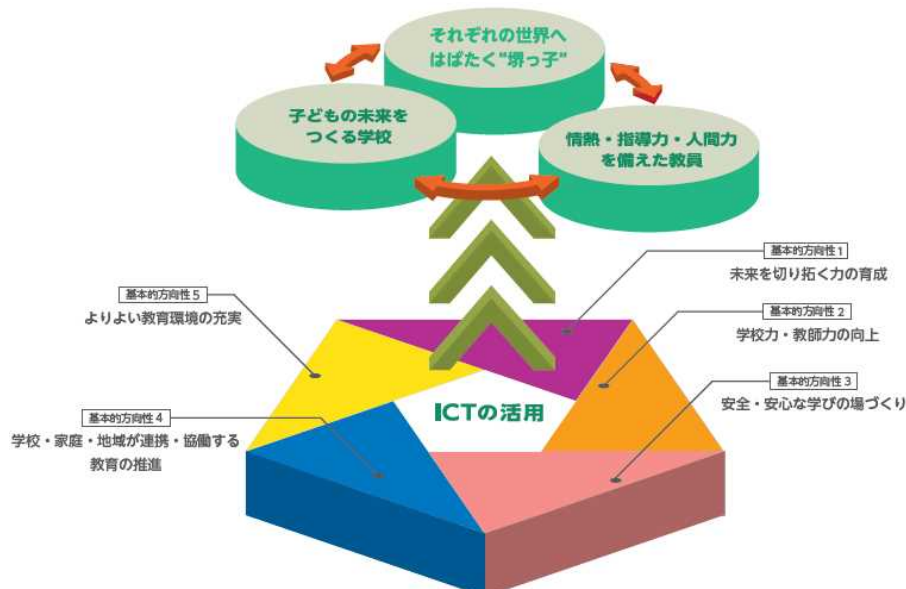 それぞれの世界へ
はばたく"堺っ子"
子どもの未来を
つくる学校
情熱・指導力・人間力
を備えた教員
基本的方向性1
未来を切り拓く力の育成
基本的方向性5
よりよい教育環境の充実
基本的方向性2
学校力・教師力の向上
基本的方向性3
安全・安心な学びの場づくり
ICTの活用
基本的方向性4
学校・家庭・地域が連携・協働する
教育の推進